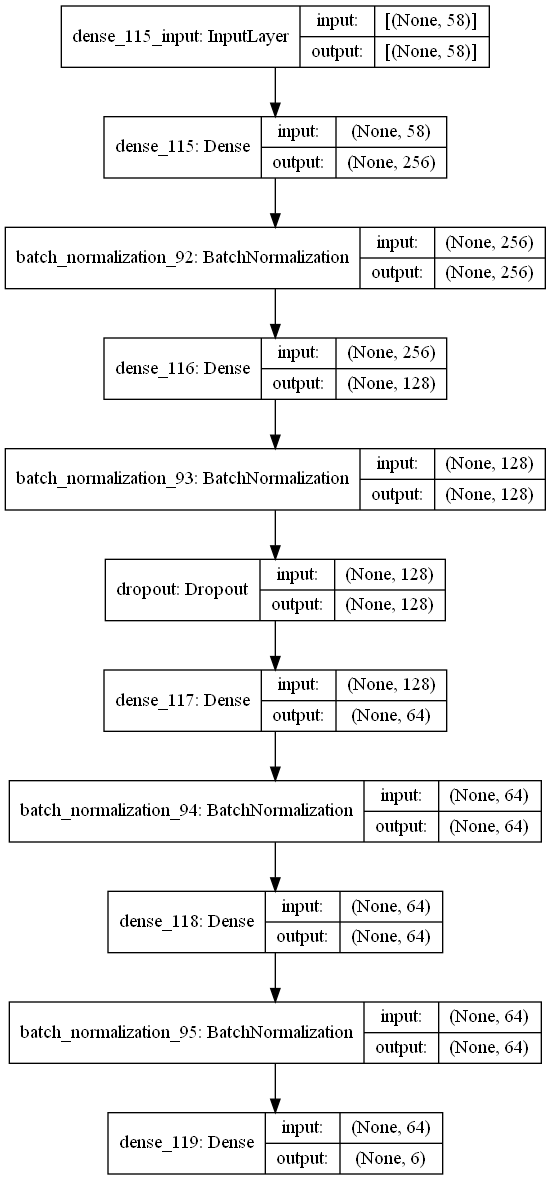 dense_115_input: InputLayer
input: [(None, 58)]
output: [(None, 58)]
dense_115: Dense
input: (None, 58)
output: (None, 256)
batch_normalization_92: BatchNormalization
input: (None, 256)
output: (None, 256)
dense_116: Dense
input: (None, 256)
output: (None, 128)
batch_normalization_93: BatchNormalization
input: (None, 128)
output: (None, 128)
dropout: Dropout
input: (None, 128)
output: (None, 128)
dense_117: Dense
input: (None, 128)
output: (None, 64)
batch_normalization_94: BatchNormalization
input: (None, 64)
output: (None, 64)
dense_118: Dense
input: (None, 64)
output: (None, 64)
batch_normalization_95: BatchNormalization
input: (None, 64)
output: (None, 64)
dense_119: Dense
input: (None, 64)
output: (None, 6)